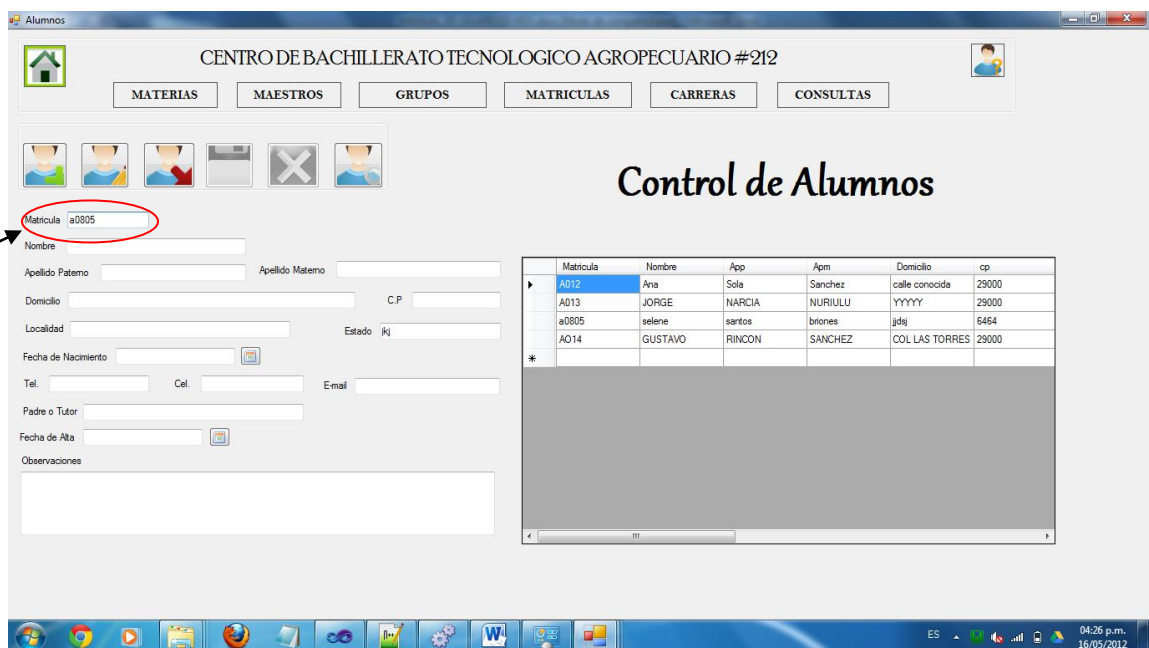 Alumnos
CENTRO DE BACHILLERATO TECNOLOGICO AGROPECUARIO #212
MATERIAS MAESTROS GRUPOS MATRICULAS CARRERAS CONSULTAS
Control de Alumnos
Matricula a0805
Nombre
Apellido Paterno Apellido Materno
Domicilio C.P
Localidad Estado jkj
Fecha de Nacimiento
Tel. Cel. E-mail
Padre o Tutor
Fecha de Alta
Observaciones
Matricula Nombre App Apm Domicilio cp
A012 Ana Sola Sanchez calle conocida 29000
A013 JORGE NARCIA NURIULU YYYYY 29000
a0805 selene santos briones jjdsj 6464
AO14 GUSTAVO RINCON SANCHEZ COL LAS TORRES 29000
ES 04:26 p.m.
16/05/2012